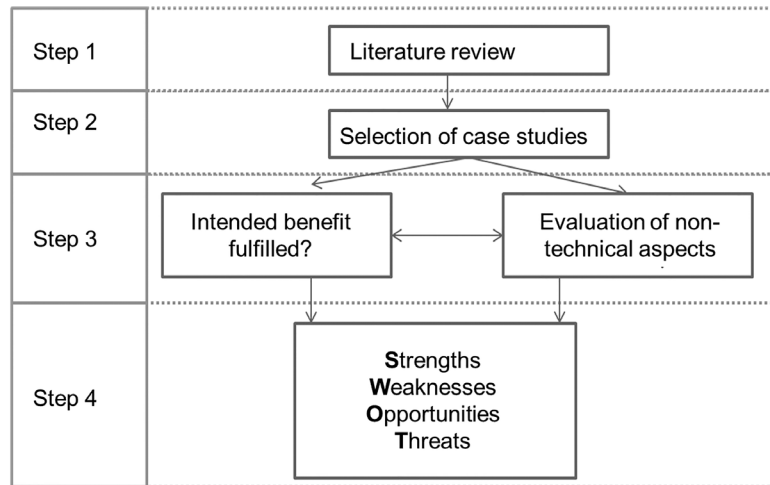 Step 1
Literature review
Step 2
Selection of case studies
Step 3
Intended benefit
fulfilled?
Evaluation of non-
technical aspects
Step 4
Strengths
Weaknesses
Opportunities
Threats